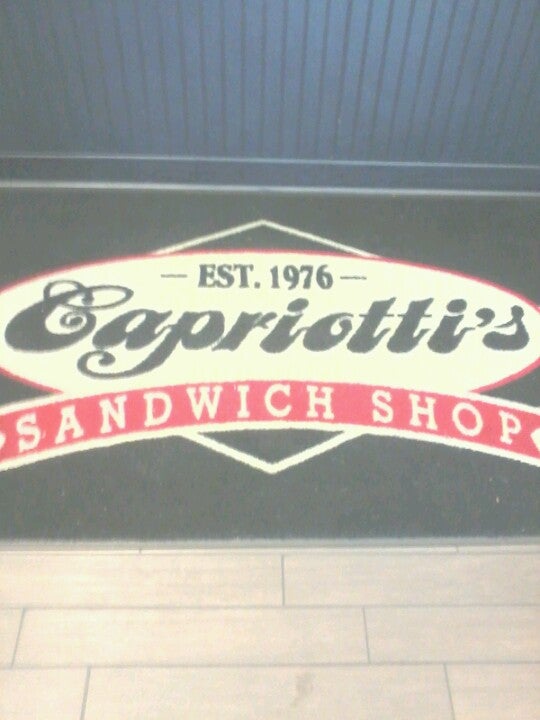 — EST. 1976 —
Capriotti's
SANDWICH SHOP